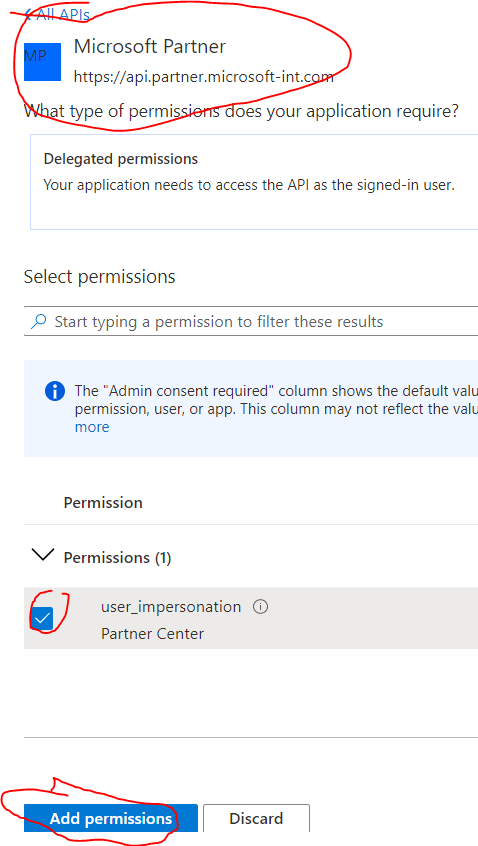 All APIs
MP
Microsoft Partner
https://api.partner.microsoft-int.com
What type of permissions does your application require?
Delegated permissions
Your application needs to access the API as the signed-in user.
Select permissions
Start typing a permission to filter these results
The "Admin consent required" column shows the default valu
permission, user, or app. This column may not reflect the valu
more
Permission
Permissions (1)
user_impersonation
Partner Center
Add permissions
Discard